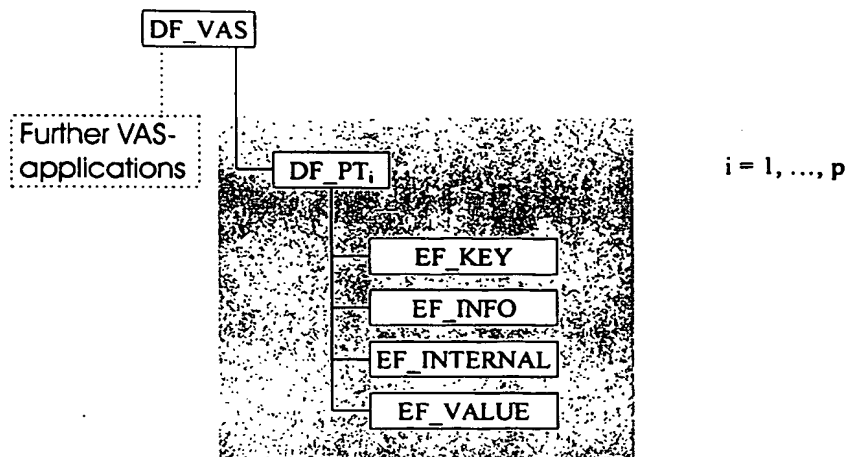 DF_VAS
Further VAS-
applications
DF_PTᵢ
i = 1, ..., p
EF_KEY
EF_INFO
EF_INTERNAL
EF_VALUE